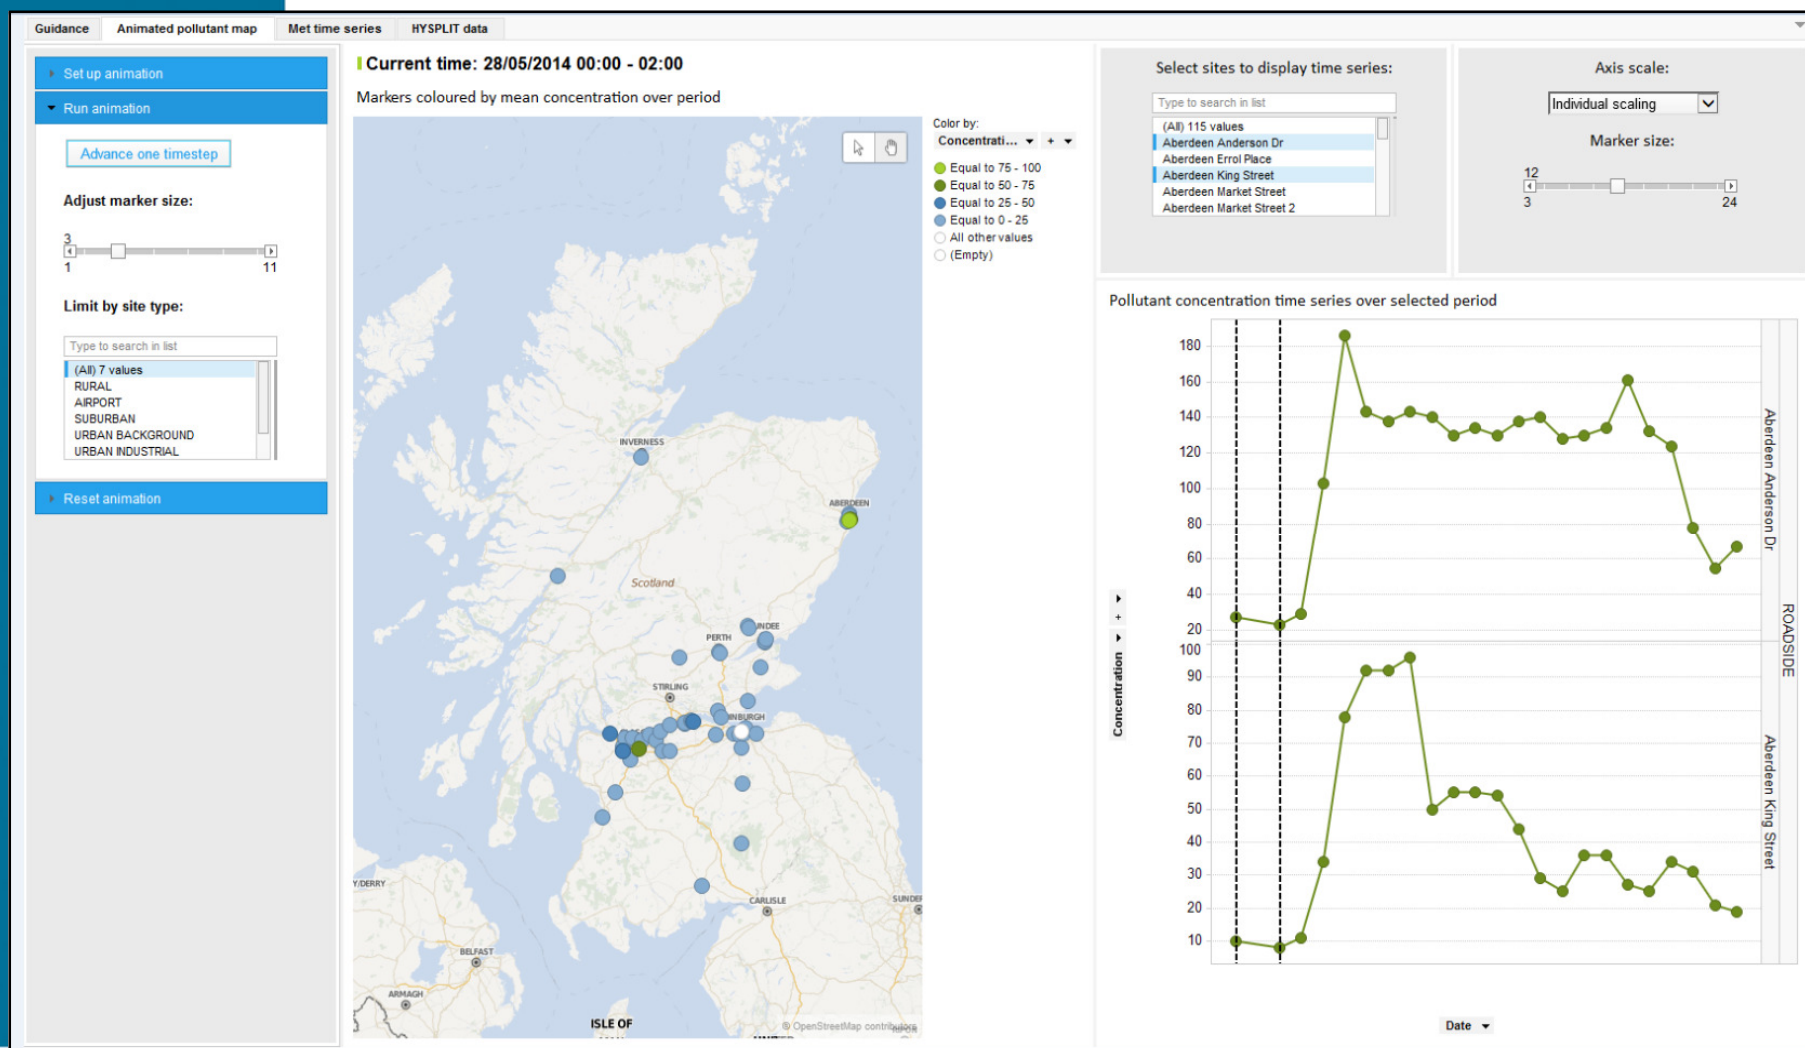 Guidance
Animated pollutant map
Met time series
HYSPLIT data
Set up animation
Run animation
Advance one timestep
Adjust marker size:
3
1
11
Limit by site type:
Type to search in list
(All) 7 values
RURAL
AIRPORT
SUBURBAN
URBAN BACKGROUND
URBAN INDUSTRIAL
Reset animation
Current time: 28/05/2014 00:00 - 02:00
Markers coloured by mean concentration over period
INVERNESS
ABERDEEN
Scotland
PERTH
UNDEE
STIRLING
INBURGH
Y/DERRY
CARLISLE
SUNDE
BELFAST
ARMAGH
ISLE OF
© OpenStreetMap contributors
Color by:
Concentrati...
+
Equal to 75 - 100
Equal to 50 - 75
Equal to 25 - 50
Equal to 0 - 25
All other values
(Empty)
Select sites to display time series:
Type to search in list
(All) 115 values
Aberdeen Anderson Dr
Aberdeen Errol Place
Aberdeen King Street
Aberdeen Market Street
Aberdeen Market Street 2
Axis scale:
Individual scaling
Marker size:
12
3
24
Pollutant concentration time series over selected period
180
160
140
120
100
80
60
40
20
100
90
80
70
60
50
40
30
20
10
Concentration
+
Aberdeen Anderson Dr
Aberdeen King Street
ROADSIDE
Date